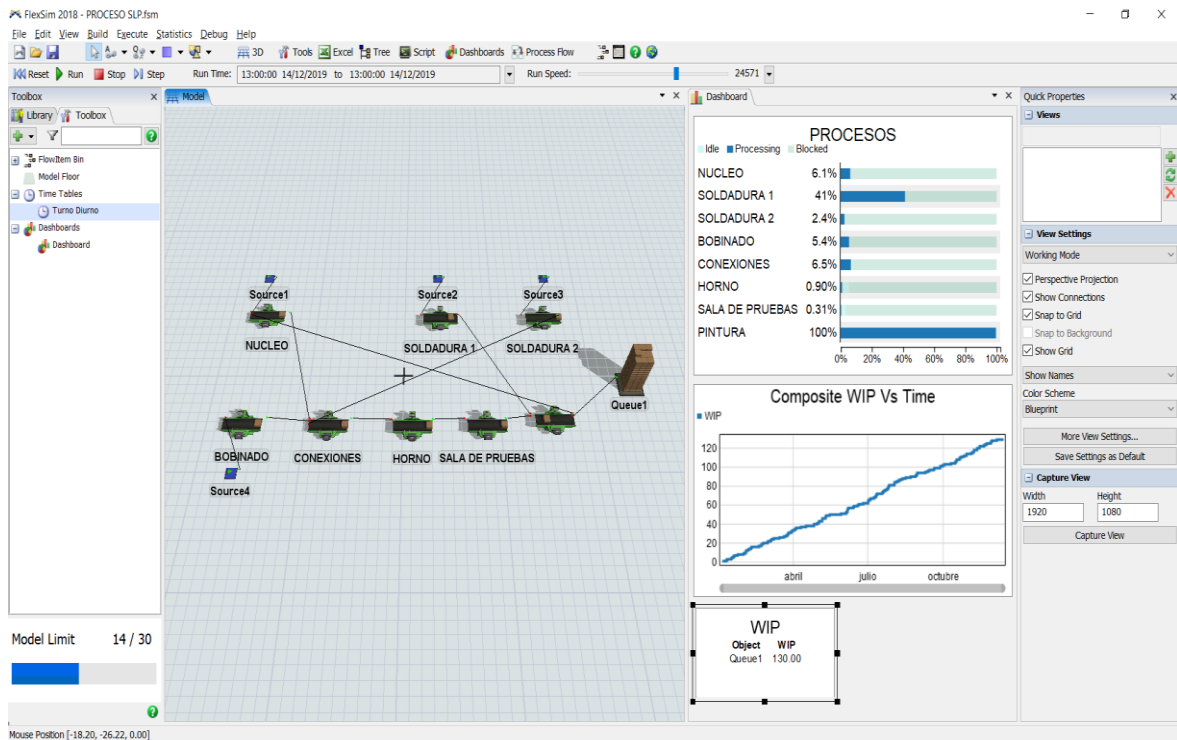 FlexSim 2018 - PROCESO SLP.fsm
File Edit View Build Execute Statistics Debug Help
3D Tools Excel Tree Script Dashboards Process Flow
Reset Run Stop Step Run Time: 13:00:00 14/12/2019 to 13:00:00 14/12/2019 Run Speed: 24571
Toolbox
Library Toolbox
FlowItem Bin
Model Floor
Time Tables
Turno Diurno
Dashboards
Dashboard
Model Limit 14 / 30
Mouse Position [-18.20, -26.22, 0.00]
Model
Source1 Source2 Source3
NUCLEO SOLDADURA 1 SOLDADURA 2
Queue1
BOBINADO CONEXIONES HORNO SALA DE PRUEBAS
Source4
Dashboard
PROCESOS
Idle Processing Blocked
NUCLEO 6.1%
SOLDADURA 1 41%
SOLDADURA 2 2.4%
BOBINADO 5.4%
CONEXIONES 6.5%
HORNO 0.90%
SALA DE PRUEBAS 0.31%
PINTURA 100%
0% 20% 40% 60% 80% 100%
Composite WIP Vs Time
WIP
120
100
80
60
40
20
0
abril julio octubre
WIP
Object WIP
Queue1 130.00
Quick Properties
Views
View Settings
Working Mode
Perspective Projection
Show Connections
Snap to Grid
Snap to Background
Show Grid
Show Names
Color Scheme
Blueprint
More View Settings...
Save Settings as Default
Capture View
Width Height
1920 1080
Capture View